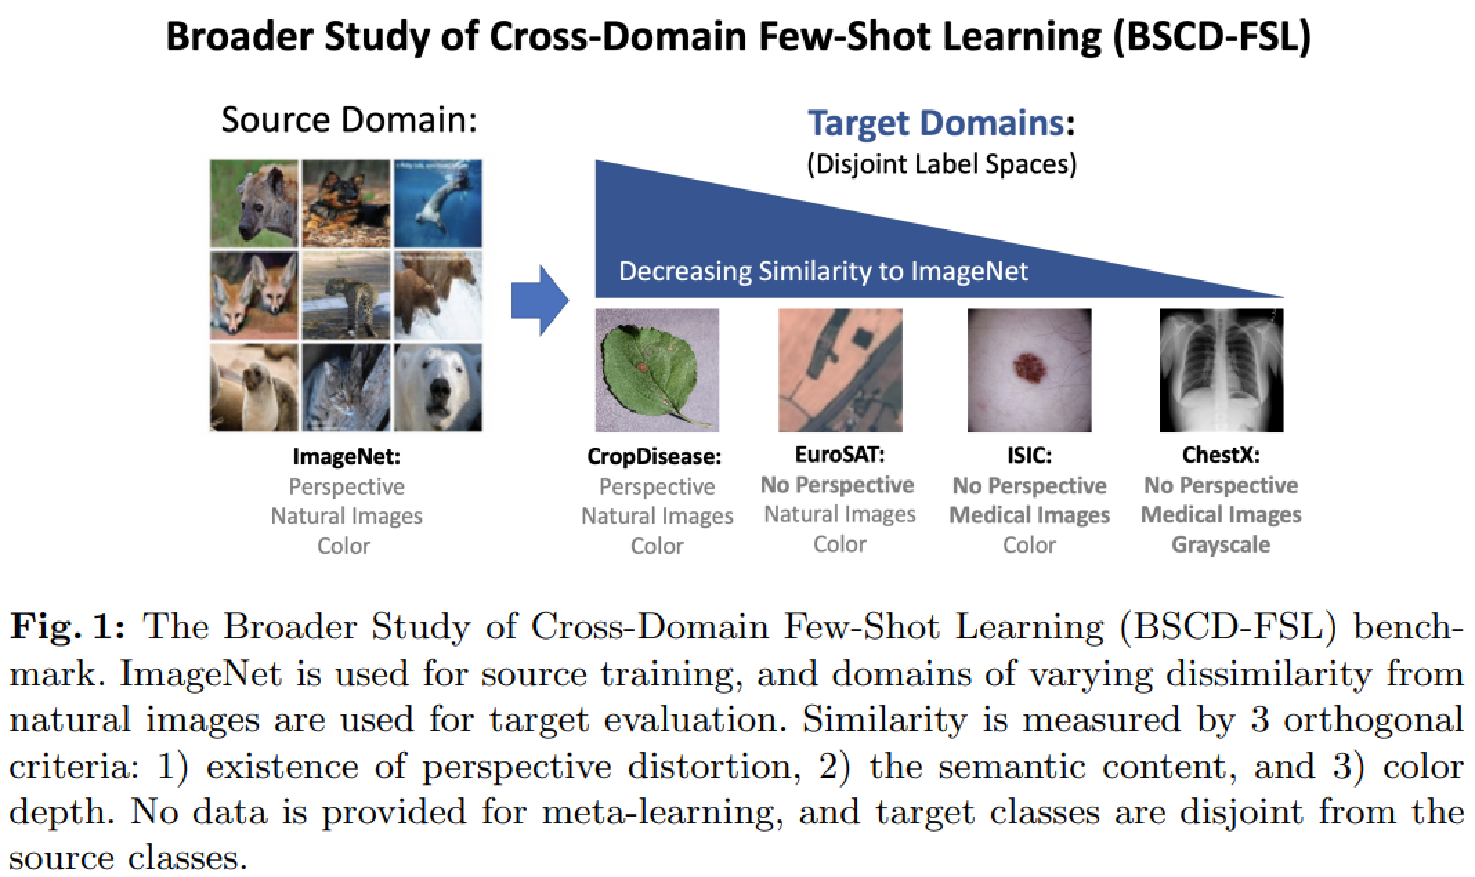 Broader Study of Cross-Domain Few-Shot Learning (BSCD-FSL)
Source Domain:
Target Domains:
(Disjoint Label Spaces)
Decreasing Similarity to ImageNet
ImageNet:
Perspective
Natural Images
Color
CropDisease:
Perspective
Natural Images
Color
EuroSAT:
No Perspective
Natural Images
Color
ISIC:
No Perspective
Medical Images
Color
ChestX:
No Perspective
Medical Images
Grayscale
Fig. 1: The Broader Study of Cross-Domain Few-Shot Learning (BSCD-FSL) bench-
mark. ImageNet is used for source training, and domains of varying dissimilarity from
natural images are used for target evaluation. Similarity is measured by 3 orthogonal
criteria: 1) existence of perspective distortion, 2) the semantic content, and 3) color
depth. No data is provided for meta-learning, and target classes are disjoint from the
source classes.